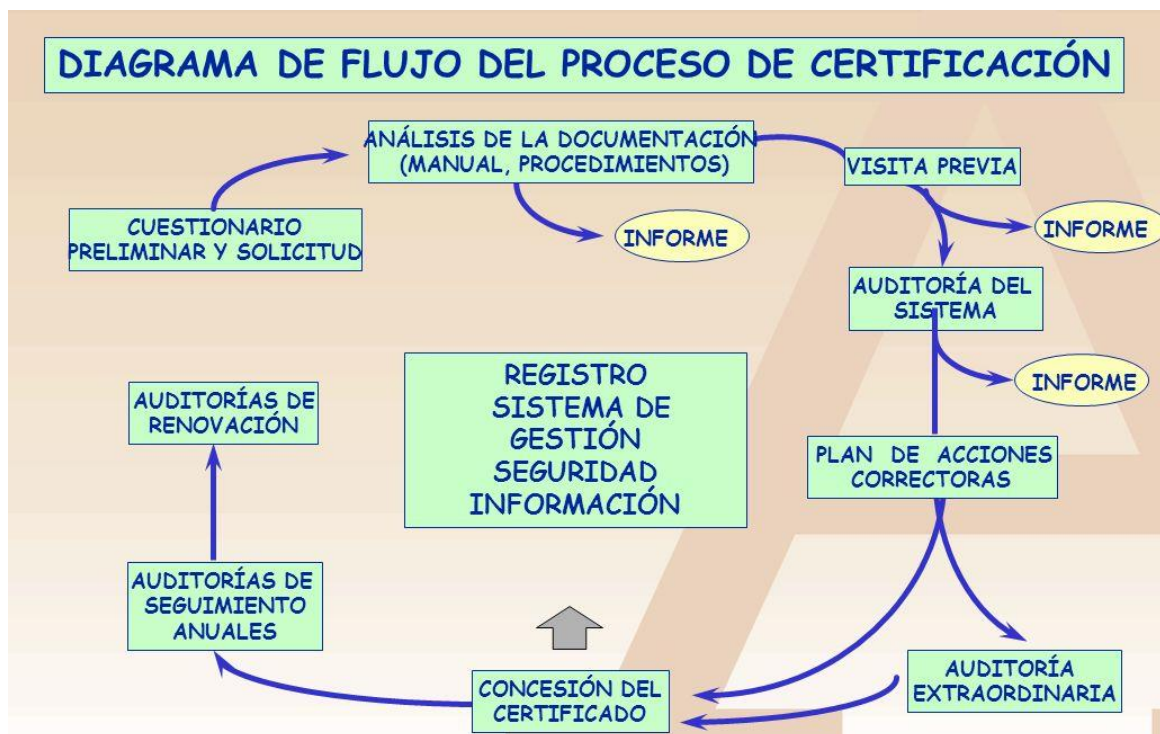 DIAGRAMA DE FLUJO DEL PROCESO DE CERTIFICACIÓN
ANÁLISIS DE LA DOCUMENTACIÓN
(MANUAL, PROCEDIMIENTOS)
VISITA PREVIA
CUESTIONARIO
PRELIMINAR Y SOLICITUD
INFORME
INFORME
AUDITORÍA DEL
SISTEMA
INFORME
REGISTRO
SISTEMA DE
GESTIÓN
SEGURIDAD
INFORMACIÓN
AUDITORÍAS DE
RENOVACIÓN
PLAN DE ACCIONES
CORRECTORAS
AUDITORÍAS DE
SEGUIMIENTO
ANUALES
CONCESIÓN DEL
CERTIFICADO
AUDITORÍA
EXTRAORDINARIA